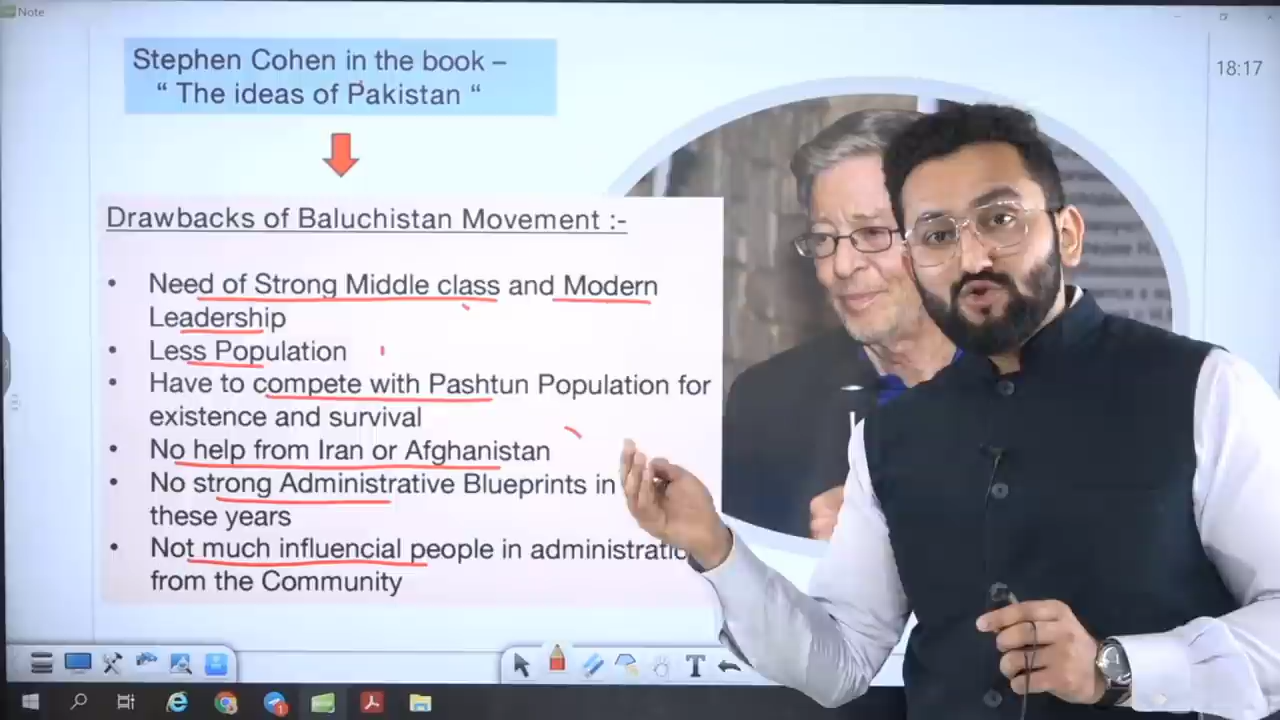 Note
18:17
Stephen Cohen in the book –
“ The ideas of Pakistan “
Drawbacks of Baluchistan Movement :-
• Need of Strong Middle class and Modern
Leadership
• Less Population
• Have to compete with Pashtun Population for
existence and survival
• No help from Iran or Afghanistan
• No strong Administrative Blueprints in
these years
• Not much influencial people in administratio
from the Community
T